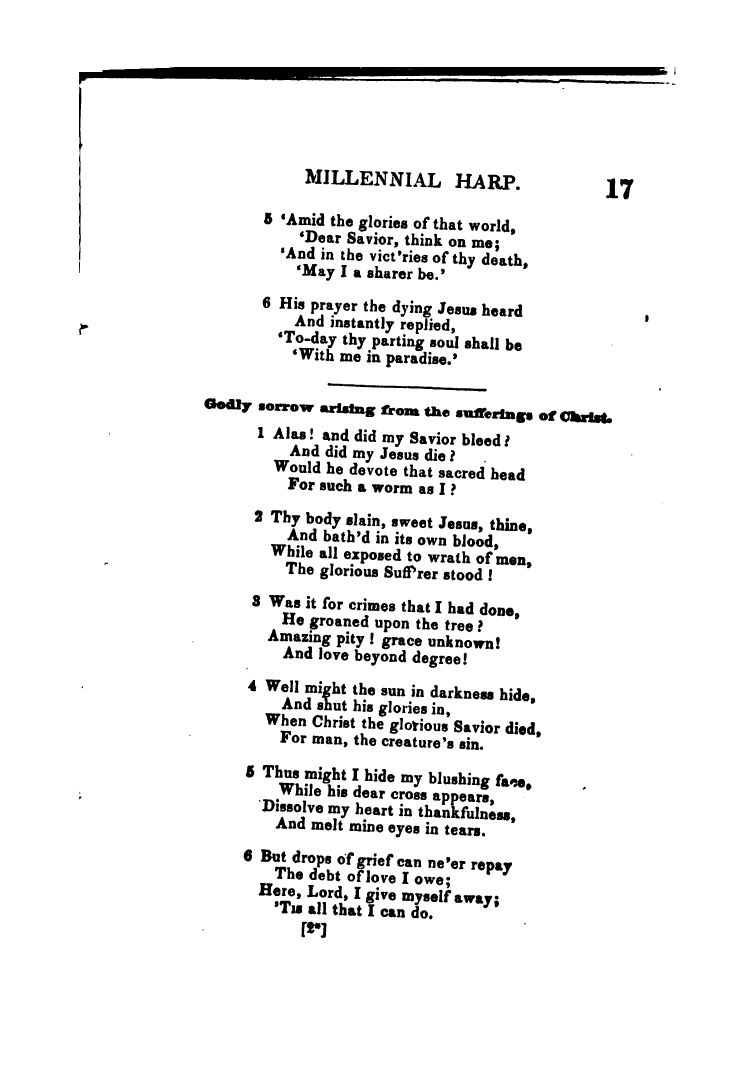 MILLENNIAL HARP. 17
5 ‘Amid the glories of that world,
‘Dear Savior, think on me;
‘And in the vict’ries of thy death,
‘May I a sharer be.’
6 His prayer the dying Jesus heard
And instantly replied,
‘To-day thy parting soul shall be
‘With me in paradise.’
Godly sorrow arising from the sufferings of Christ.
1 Alas! and did my Savior bleed?
And did my Jesus die?
Would he devote that sacred head
For such a worm as I?
2 Thy body slain, sweet Jesus, thine,
And bath’d in its own blood,
While all exposed to wrath of men,
The glorious Suff’rer stood!
3 Was it for crimes that I had done,
He groaned upon the tree?
Amazing pity! grace unknown!
And love beyond degree!
4 Well might the sun in darkness hide,
And shut his glories in,
When Christ the glorious Savior died,
For man, the creature’s sin.
5 Thus might I hide my blushing face,
While his dear cross appears,
Dissolve my heart in thankfulness,
And melt mine eyes in tears.
6 But drops of grief can ne’er repay
The debt of love I owe;
Here, Lord, I give myself away;
’Tis all that I can do.
[2*]